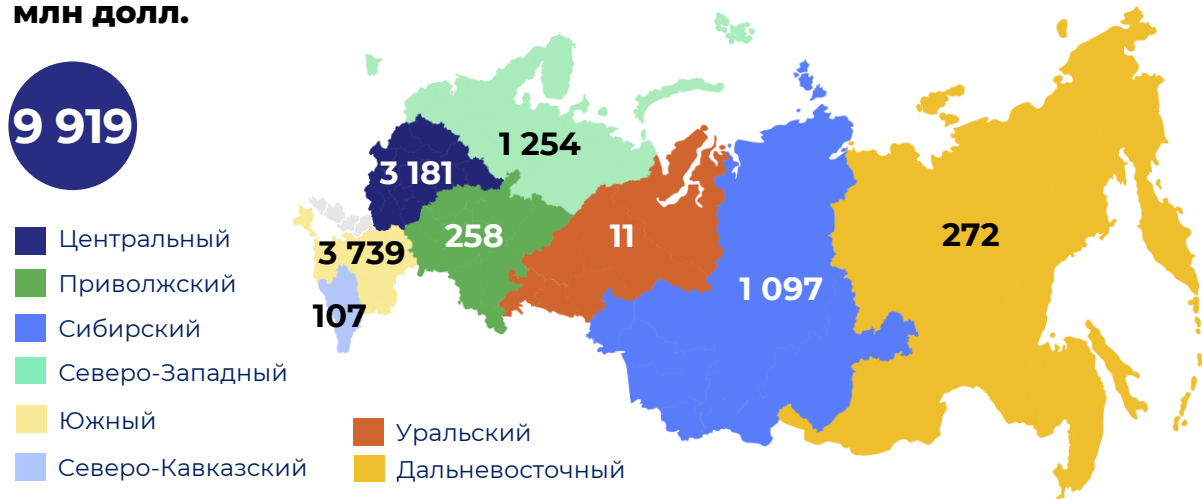 млн долл.
9 919
1 254
3 181
258
11
272
3 739
1 097
107
Центральный
Приволжский
Сибирский
Северо-Западный
Южный
Северо-Кавказский
Уральский
Дальневосточный